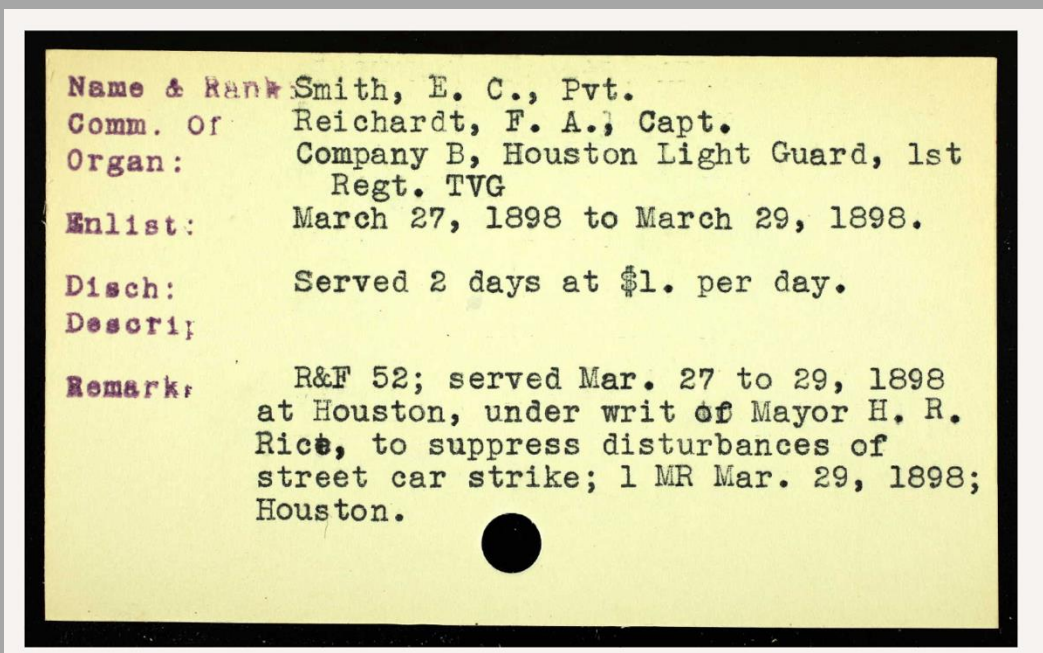 Name & Rank Smith, E. C., Pvt.
Comm. Of Reichardt, F. A., Capt.
Organ: Company B, Houston Light Guard, 1st
Regt. TVG
Enlist: March 27, 1898 to March 29, 1898.
Disch: Served 2 days at $1. per day.
Descrip
Remark R&F 52; served Mar. 27 to 29, 1898
at Houston, under writ of Mayor H. R.
Rice, to suppress disturbances of
street car strike; 1 MR Mar. 29, 1898;
Houston.